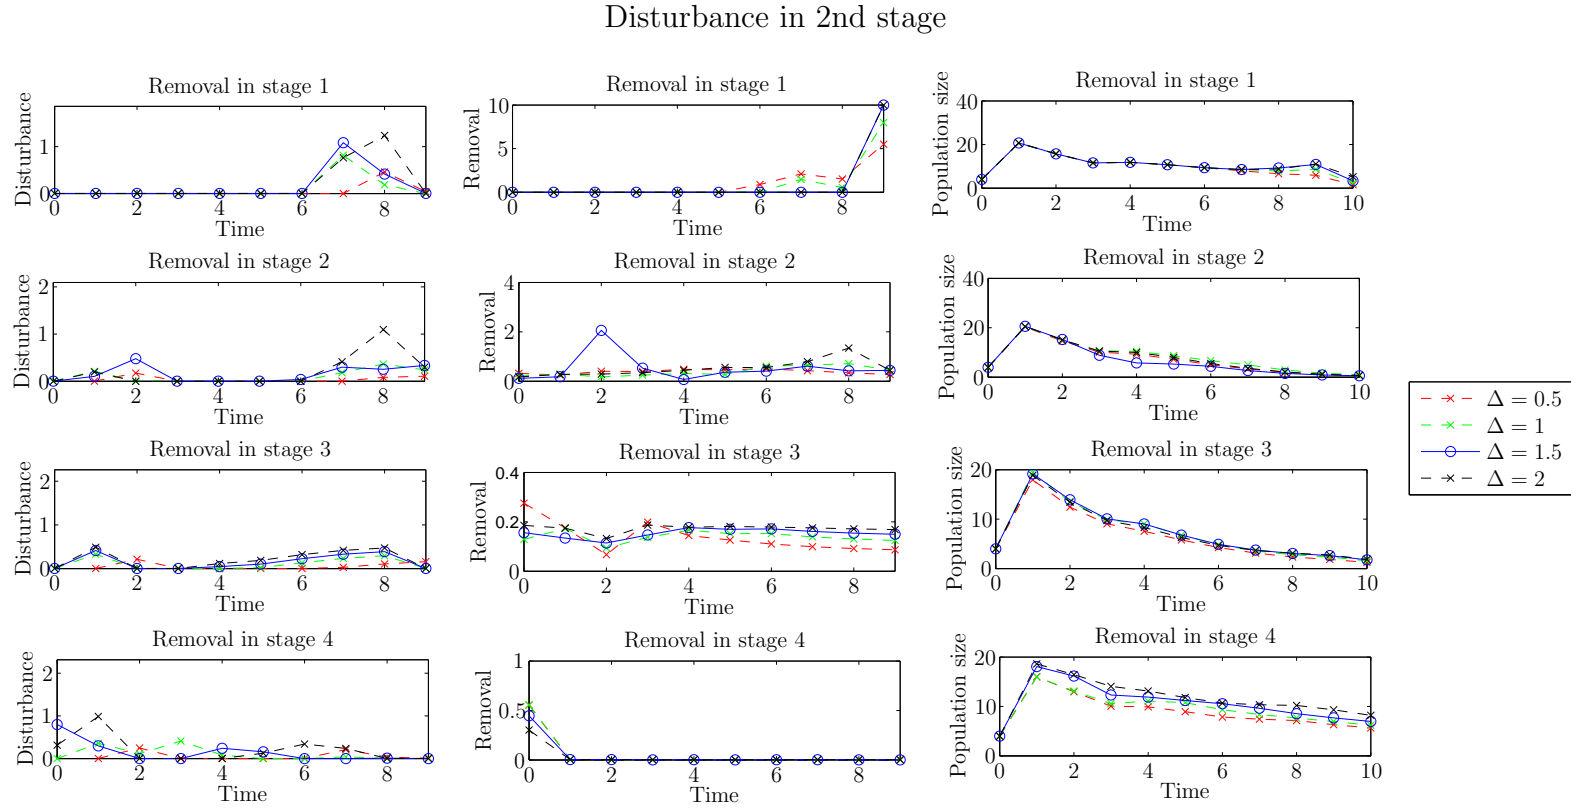 Disturbance in 2nd stage
Removal in stage 1
Disturbance
1
0
0 2 4 6 8
Time
Removal in stage 1
Removal
10
5
0
0 2 4 6 8
Time
Removal in stage 1
Population size
40
20
0
0 2 4 6 8 10
Time
Removal in stage 2
Disturbance
2
1
0
0 2 4 6 8
Time
Removal in stage 2
Removal
4
2
0
0 2 4 6 8
Time
Removal in stage 2
Population size
40
20
0
0 2 4 6 8 10
Time
Removal in stage 3
Disturbance
2
1
0
0 2 4 6 8
Time
Removal in stage 3
Removal
0.4
0.2
0
0 2 4 6 8
Time
Removal in stage 3
Population size
20
10
0
0 2 4 6 8 10
Time
Removal in stage 4
Disturbance
2
1
0
0 2 4 6 8
Time
Removal in stage 4
Removal
1
0.5
0
0 2 4 6 8
Time
Removal in stage 4
Population size
20
10
0
0 2 4 6 8 10
Time
Δ = 0.5
Δ = 1
Δ = 1.5
Δ = 2